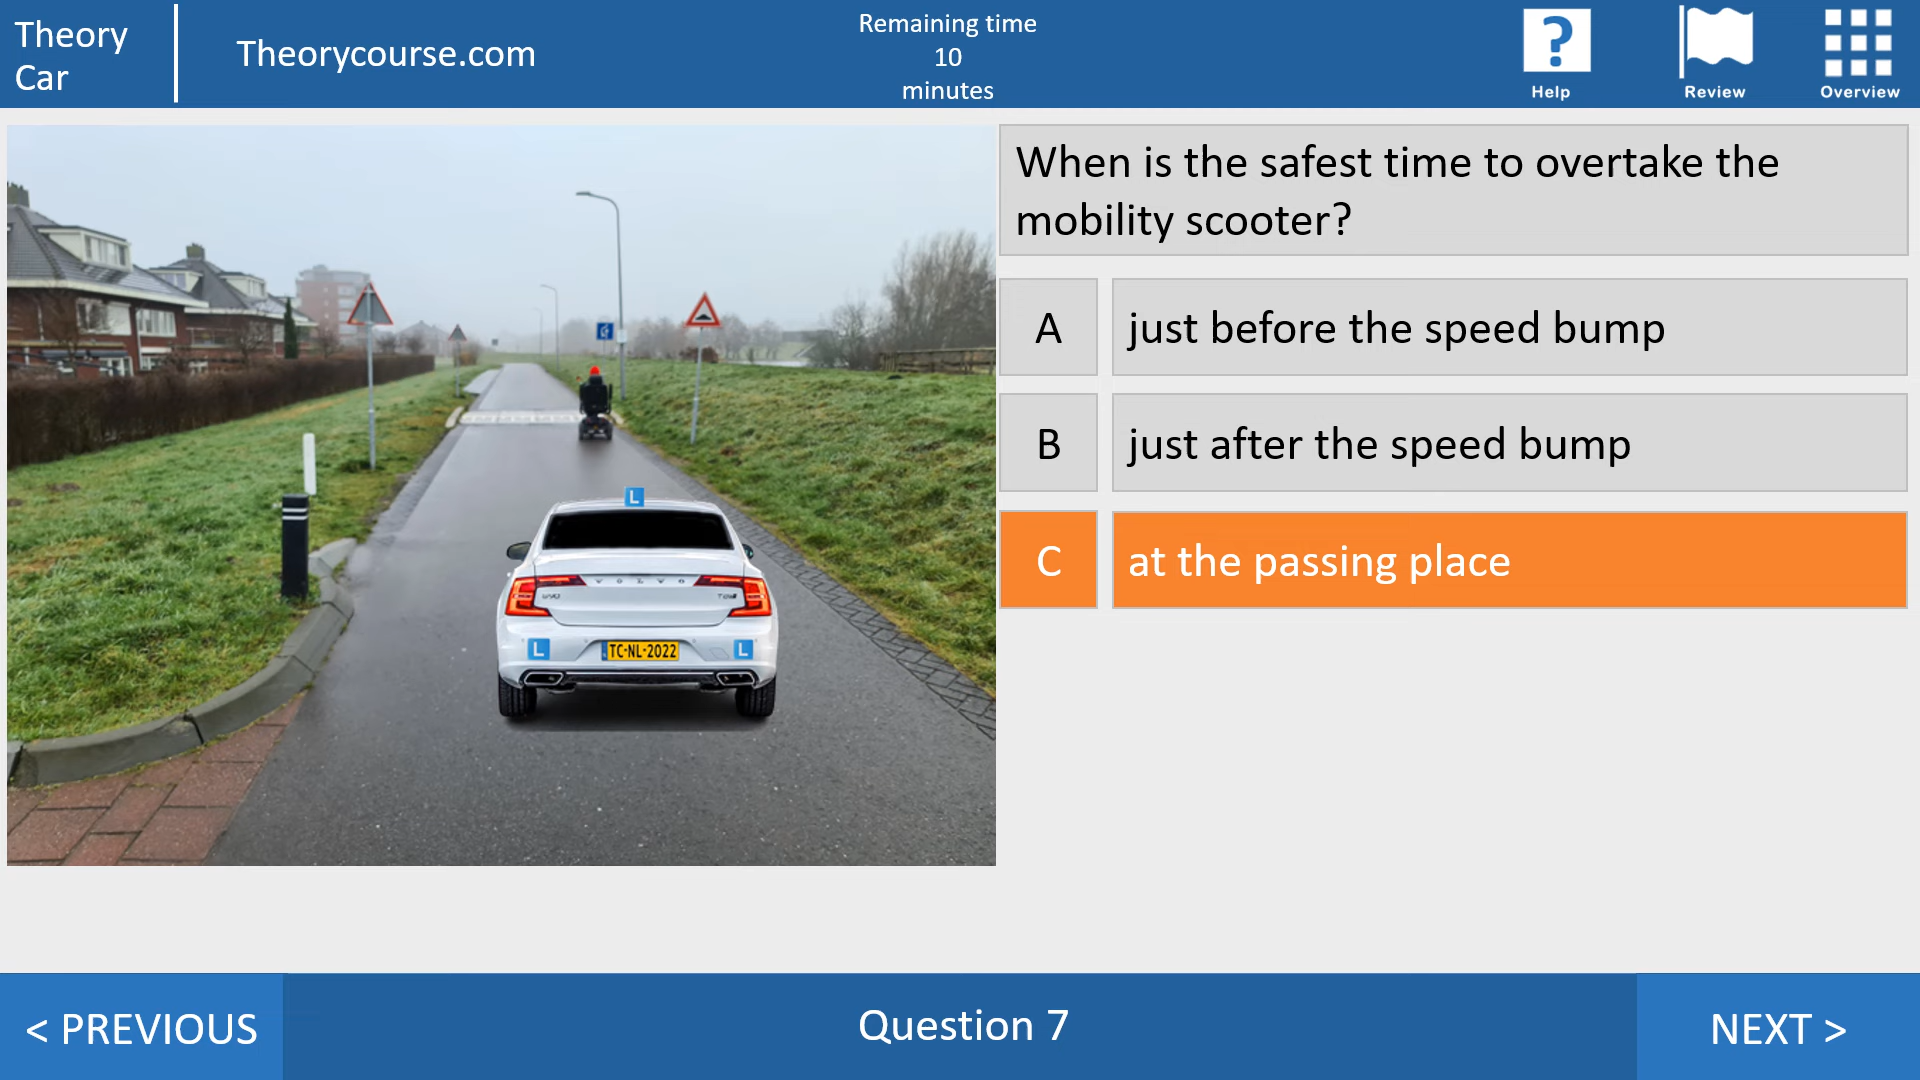 Theory
Car
Theorycourse.com
Remaining time
10
minutes
?
Help
Review
Overview
When is the safest time to overtake the
mobility scooter?
A
just before the speed bump
B
just after the speed bump
C
at the passing place
L
VOLVO
L
TC-NL-2022
L
< PREVIOUS
Question 7
NEXT >